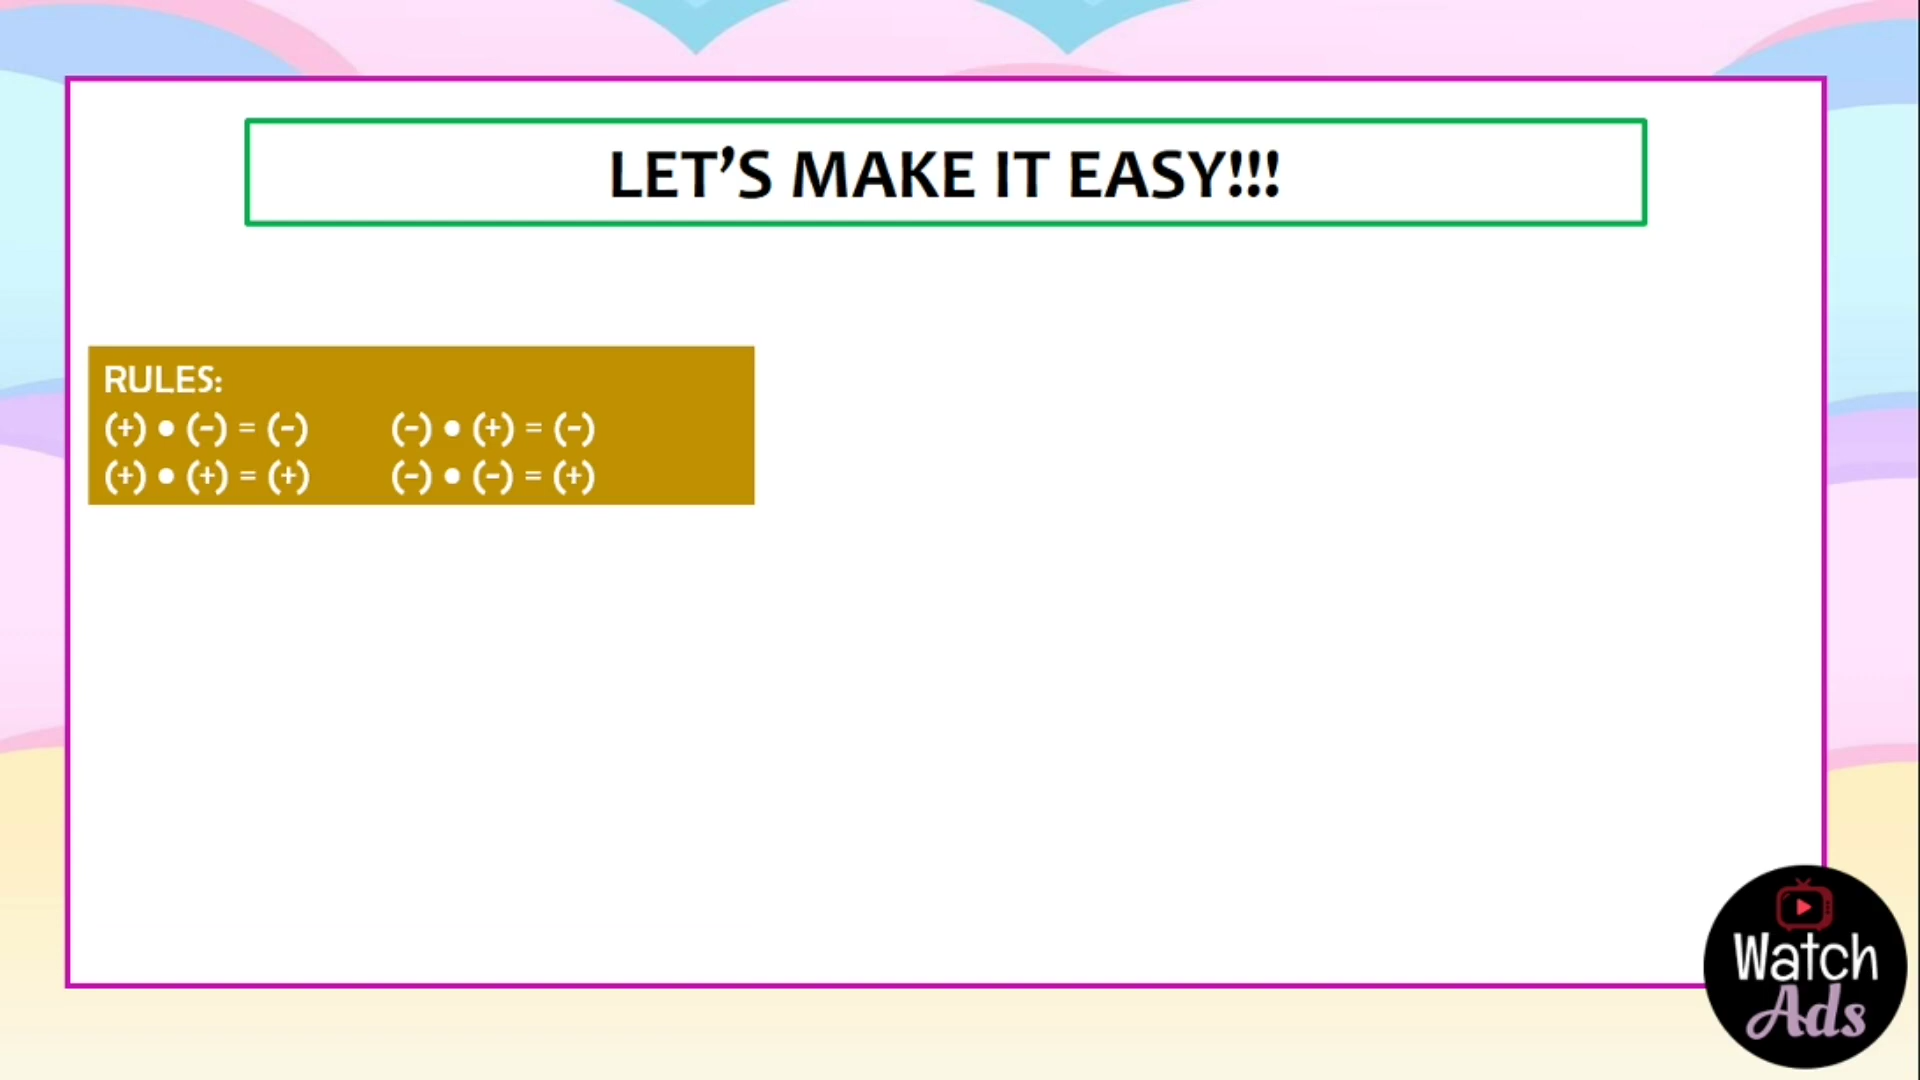 LET’S MAKE IT EASY!!!
RULES:
(+) • (-) = (-) (-) • (+) = (-)
(+) • (+) = (+) (-) • (-) = (+)
Watch
Ads